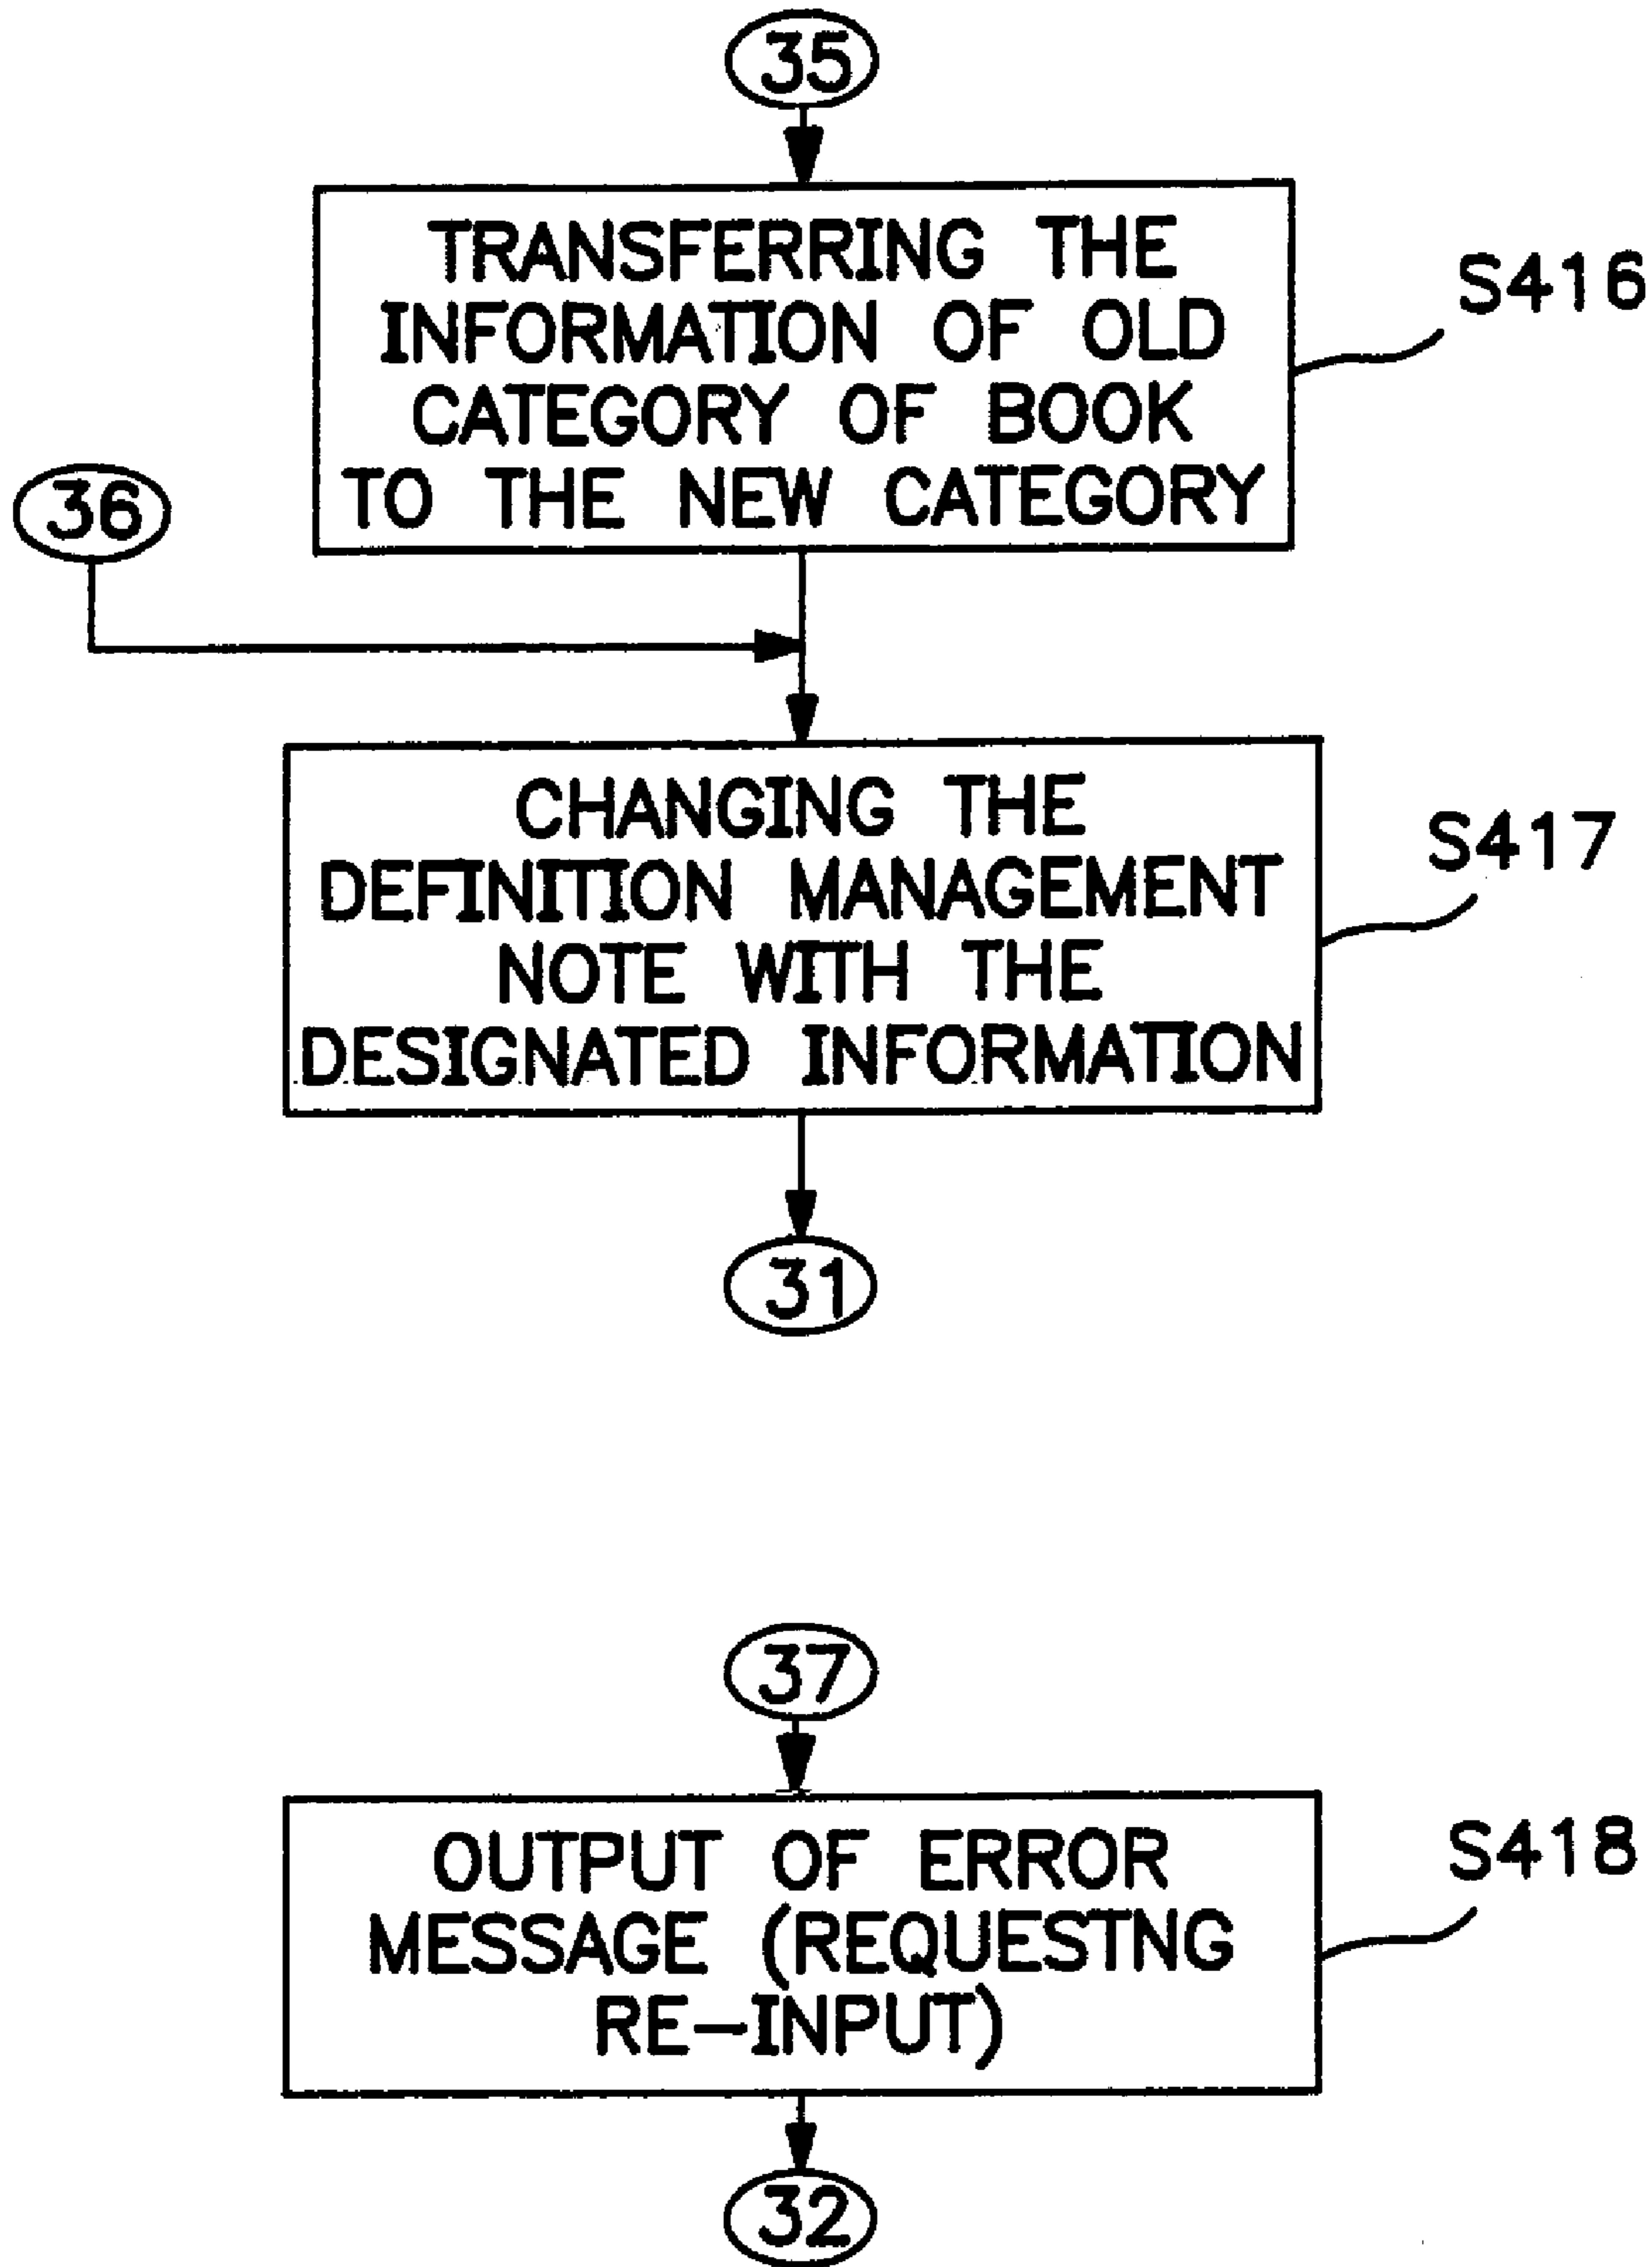 35
TRANSFERRING THE
INFORMATION OF OLD
CATEGORY OF BOOK
TO THE NEW CATEGORY
S416
36
CHANGING THE
DEFINITION MANAGEMENT
NOTE WITH THE
DESIGNATED INFORMATION
S417
31
37
OUTPUT OF ERROR
MESSAGE (REQUESTNG
RE-INPUT)
S418
32